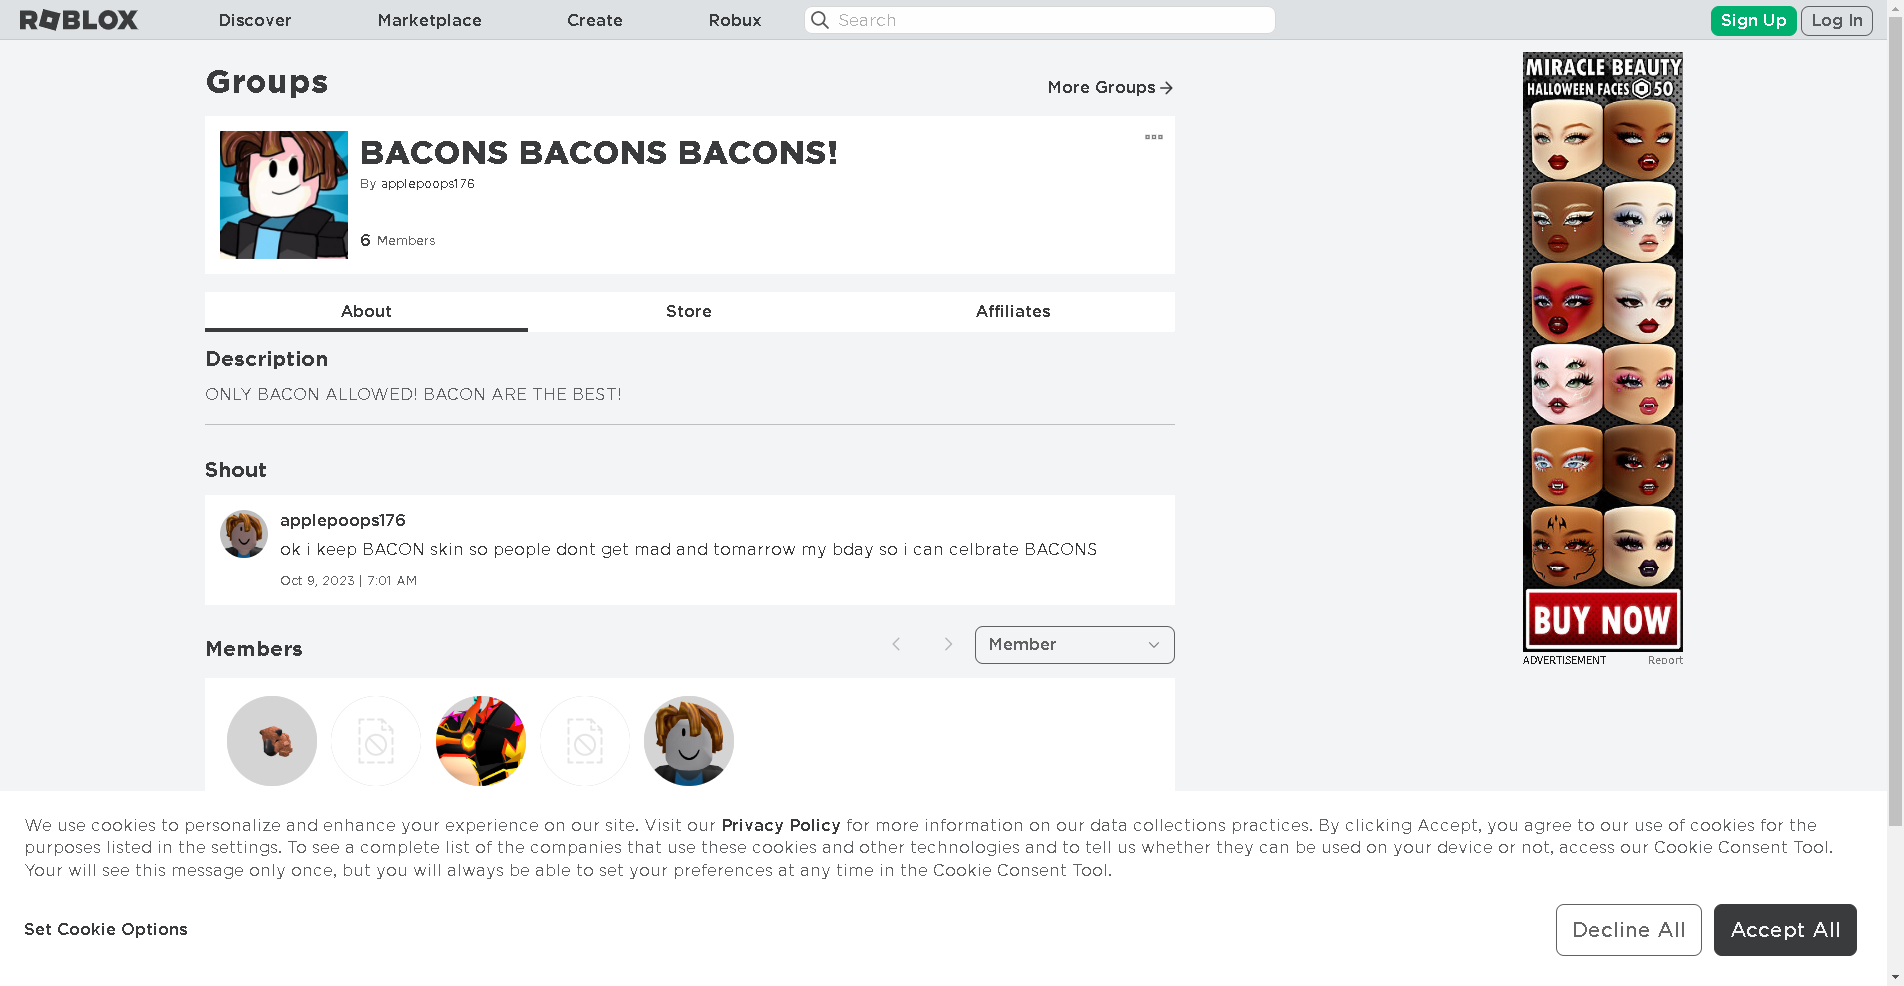 ROBLOX
Discover
Marketplace
Create
Robux
Search
Sign Up
Log In
Groups
More Groups
BACONS BACONS BACONS!
By applepoops176
6 Members
About
Store
Affiliates
Description
ONLY BACON ALLOWED! BACON ARE THE BEST!
Shout
applepoops176
ok i keep BACON skin so people dont get mad and tomarrow my bday so i can celbrate BACONS
Oct 9, 2023 | 7:01 AM
Members
Member
MIRACLE BEAUTY
HALLOWEEN FACES 50
BUY NOW
ADVERTISEMENT
Report
We use cookies to personalize and enhance your experience on our site. Visit our Privacy Policy for more information on our data collections practices. By clicking Accept, you agree to our use of cookies for the
purposes listed in the settings. To see a complete list of the companies that use these cookies and other technologies and to tell us whether they can be used on your device or not, access our Cookie Consent Tool.
Your will see this message only once, but you will always be able to set your preferences at any time in the Cookie Consent Tool.
Set Cookie Options
Decline All
Accept All